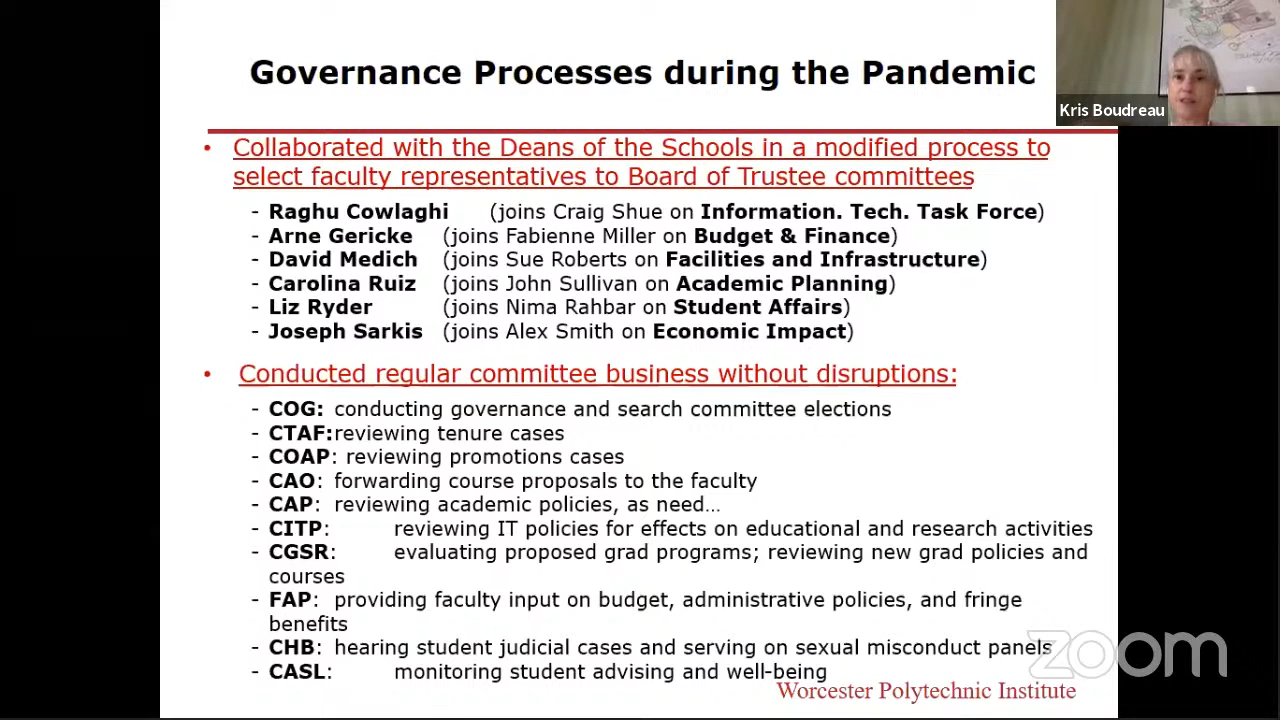 Governance Processes during the Pandemic
Kris Boudreau
• Collaborated with the Deans of the Schools in a modified process to
select faculty representatives to Board of Trustee committees
- Raghu Cowlaghi (joins Craig Shue on Information. Tech. Task Force)
- Arne Gericke (joins Fabienne Miller on Budget & Finance)
- David Medich (joins Sue Roberts on Facilities and Infrastructure)
- Carolina Ruiz (joins John Sullivan on Academic Planning)
- Liz Ryder (joins Nima Rahbar on Student Affairs)
- Joseph Sarkis (joins Alex Smith on Economic Impact)
• Conducted regular committee business without disruptions:
- COG: conducting governance and search committee elections
- CTAF:reviewing tenure cases
- COAP: reviewing promotions cases
- CAO: forwarding course proposals to the faculty
- CAP: reviewing academic policies, as need…
- CITP: reviewing IT policies for effects on educational and research activities
- CGSR: evaluating proposed grad programs; reviewing new grad policies and
courses
- FAP: providing faculty input on budget, administrative policies, and fringe
benefits
- CHB: hearing student judicial cases and serving on sexual misconduct panels
- CASL: monitoring student advising and well-being
zoom
Worcester Polytechnic Institute